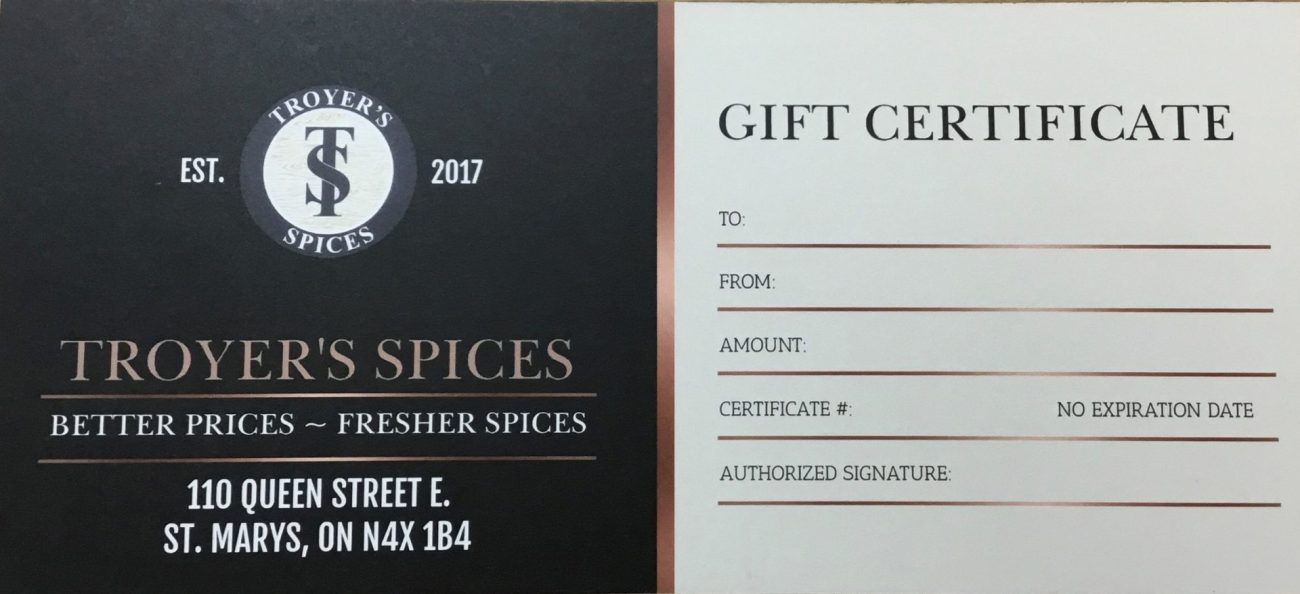 TROYER'S
EST.
TS
2017
SPICES
TROYER'S SPICES
BETTER PRICES ~ FRESHER SPICES
110 QUEEN STREET E.
ST. MARYS, ON N4X 1B4
GIFT CERTIFICATE
TO:
FROM:
AMOUNT:
CERTIFICATE #: NO EXPIRATION DATE
AUTHORIZED SIGNATURE: